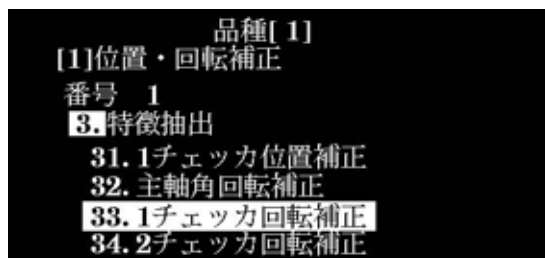 品種[ 1]
[1]位置・回転補正
番号 1
3.特徴抽出
31. 1チェッカ位置補正
32. 主軸角回転補正
33. 1チェッカ回転補正
34. 2チェッカ回転補正